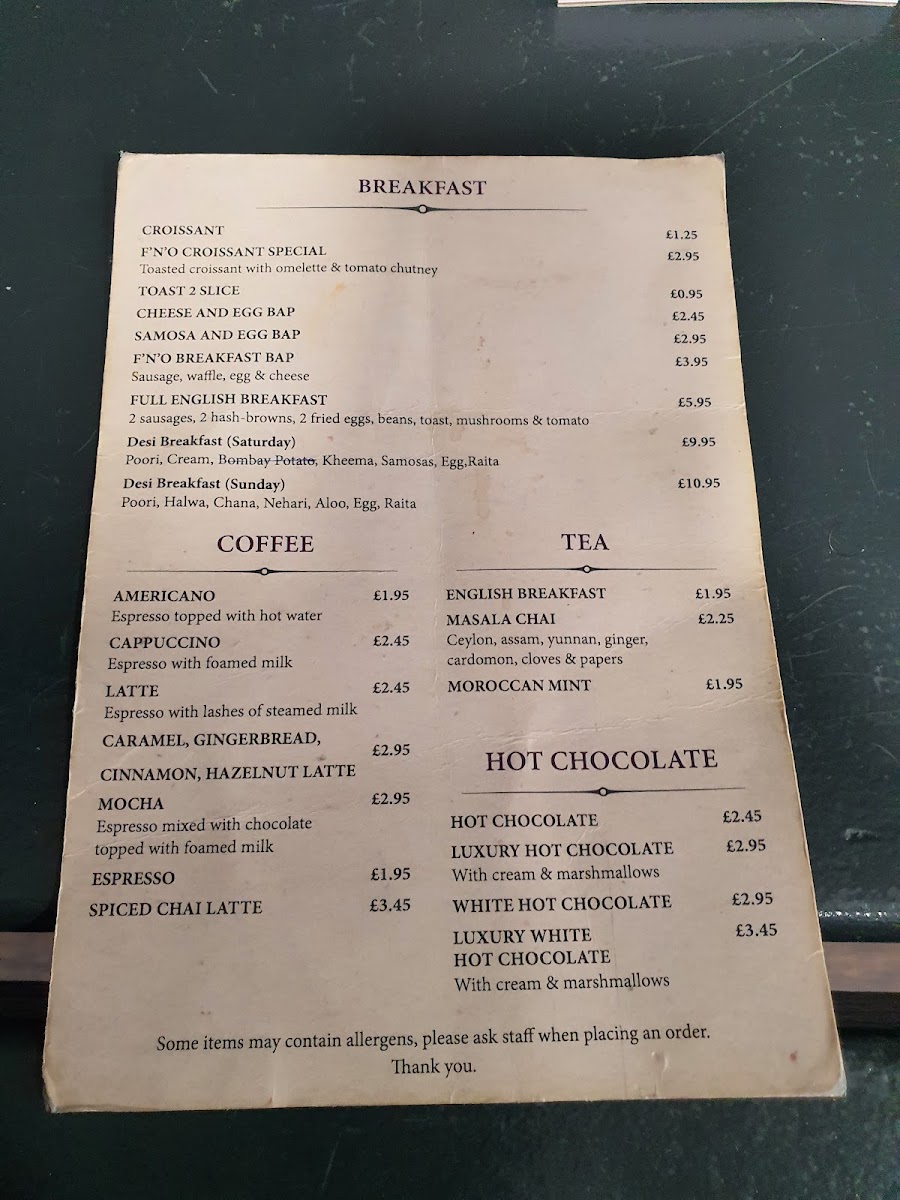 BREAKFAST
CROISSANT £1.25
F'N'O CROISSANT SPECIAL £2.95
Toasted croissant with omelette & tomato chutney
TOAST 2 SLICE £0.95
CHEESE AND EGG BAP £2.45
SAMOSA AND EGG BAP £2.95
F'N'O BREAKFAST BAP £3.95
Sausage, waffle, egg & cheese
FULL ENGLISH BREAKFAST £5.95
2 sausages, 2 hash-browns, 2 fried eggs, beans, toast, mushrooms & tomato
Desi Breakfast (Saturday) £9.95
Poori, Cream, Bombay Potato, Kheema, Samosas, Egg,Raita
Desi Breakfast (Sunday) £10.95
Poori, Halwa, Chana, Nehari, Aloo, Egg, Raita
COFFEE
AMERICANO £1.95
Espresso topped with hot water
CAPPUCCINO £2.45
Espresso with foamed milk
LATTE £2.45
Espresso with lashes of steamed milk
CARAMEL, GINGERBREAD, £2.95
CINNAMON, HAZELNUT LATTE
MOCHA £2.95
Espresso mixed with chocolate
topped with foamed milk
ESPRESSO £1.95
SPICED CHAI LATTE £3.45
TEA
ENGLISH BREAKFAST £1.95
MASALA CHAI £2.25
Ceylon, assam, yunnan, ginger,
cardomon, cloves & papers
MOROCCAN MINT £1.95
HOT CHOCOLATE
HOT CHOCOLATE £2.45
LUXURY HOT CHOCOLATE £2.95
With cream & marshmallows
WHITE HOT CHOCOLATE £2.95
LUXURY WHITE £3.45
HOT CHOCOLATE
With cream & marshmallows
Some items may contain allergens, please ask staff when placing an order.
Thank you.